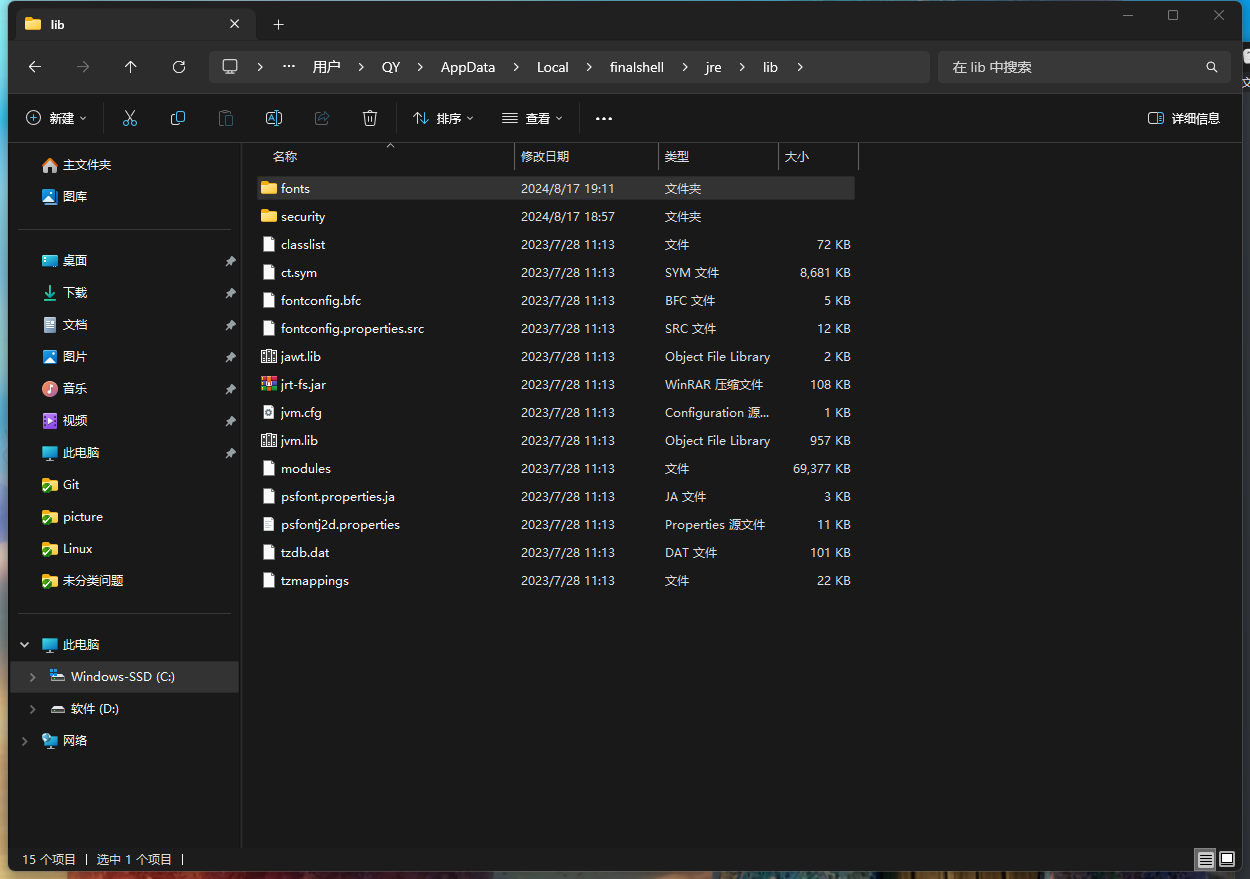 lib
用户 QY AppData Local finalshell jre lib
在 lib 中搜索
新建 排序 查看 详细信息
名称 修改日期 类型 大小
主文件夹
图库
桌面
下载
文档
图片
音乐
视频
此电脑
Git
picture
Linux
未分类问题
此电脑
Windows-SSD (C:)
软件 (D:)
网络
fonts 2024/8/17 19:11 文件夹
security 2024/8/17 18:57 文件夹
classlist 2023/7/28 11:13 文件 72 KB
ct.sym 2023/7/28 11:13 SYM 文件 8,681 KB
fontconfig.bfc 2023/7/28 11:13 BFC 文件 5 KB
fontconfig.properties.src 2023/7/28 11:13 SRC 文件 12 KB
jawt.lib 2023/7/28 11:13 Object File Library 2 KB
jrt-fs.jar 2023/7/28 11:13 WinRAR 压缩文件 108 KB
jvm.cfg 2023/7/28 11:13 Configuration 源... 1 KB
jvm.lib 2023/7/28 11:13 Object File Library 957 KB
modules 2023/7/28 11:13 文件 69,377 KB
psfont.properties.ja 2023/7/28 11:13 JA 文件 3 KB
psfontj2d.properties 2023/7/28 11:13 Properties 源文件 11 KB
tzdb.dat 2023/7/28 11:13 DAT 文件 101 KB
tzmappings 2023/7/28 11:13 文件 22 KB
15 个项目 | 选中 1 个项目 |